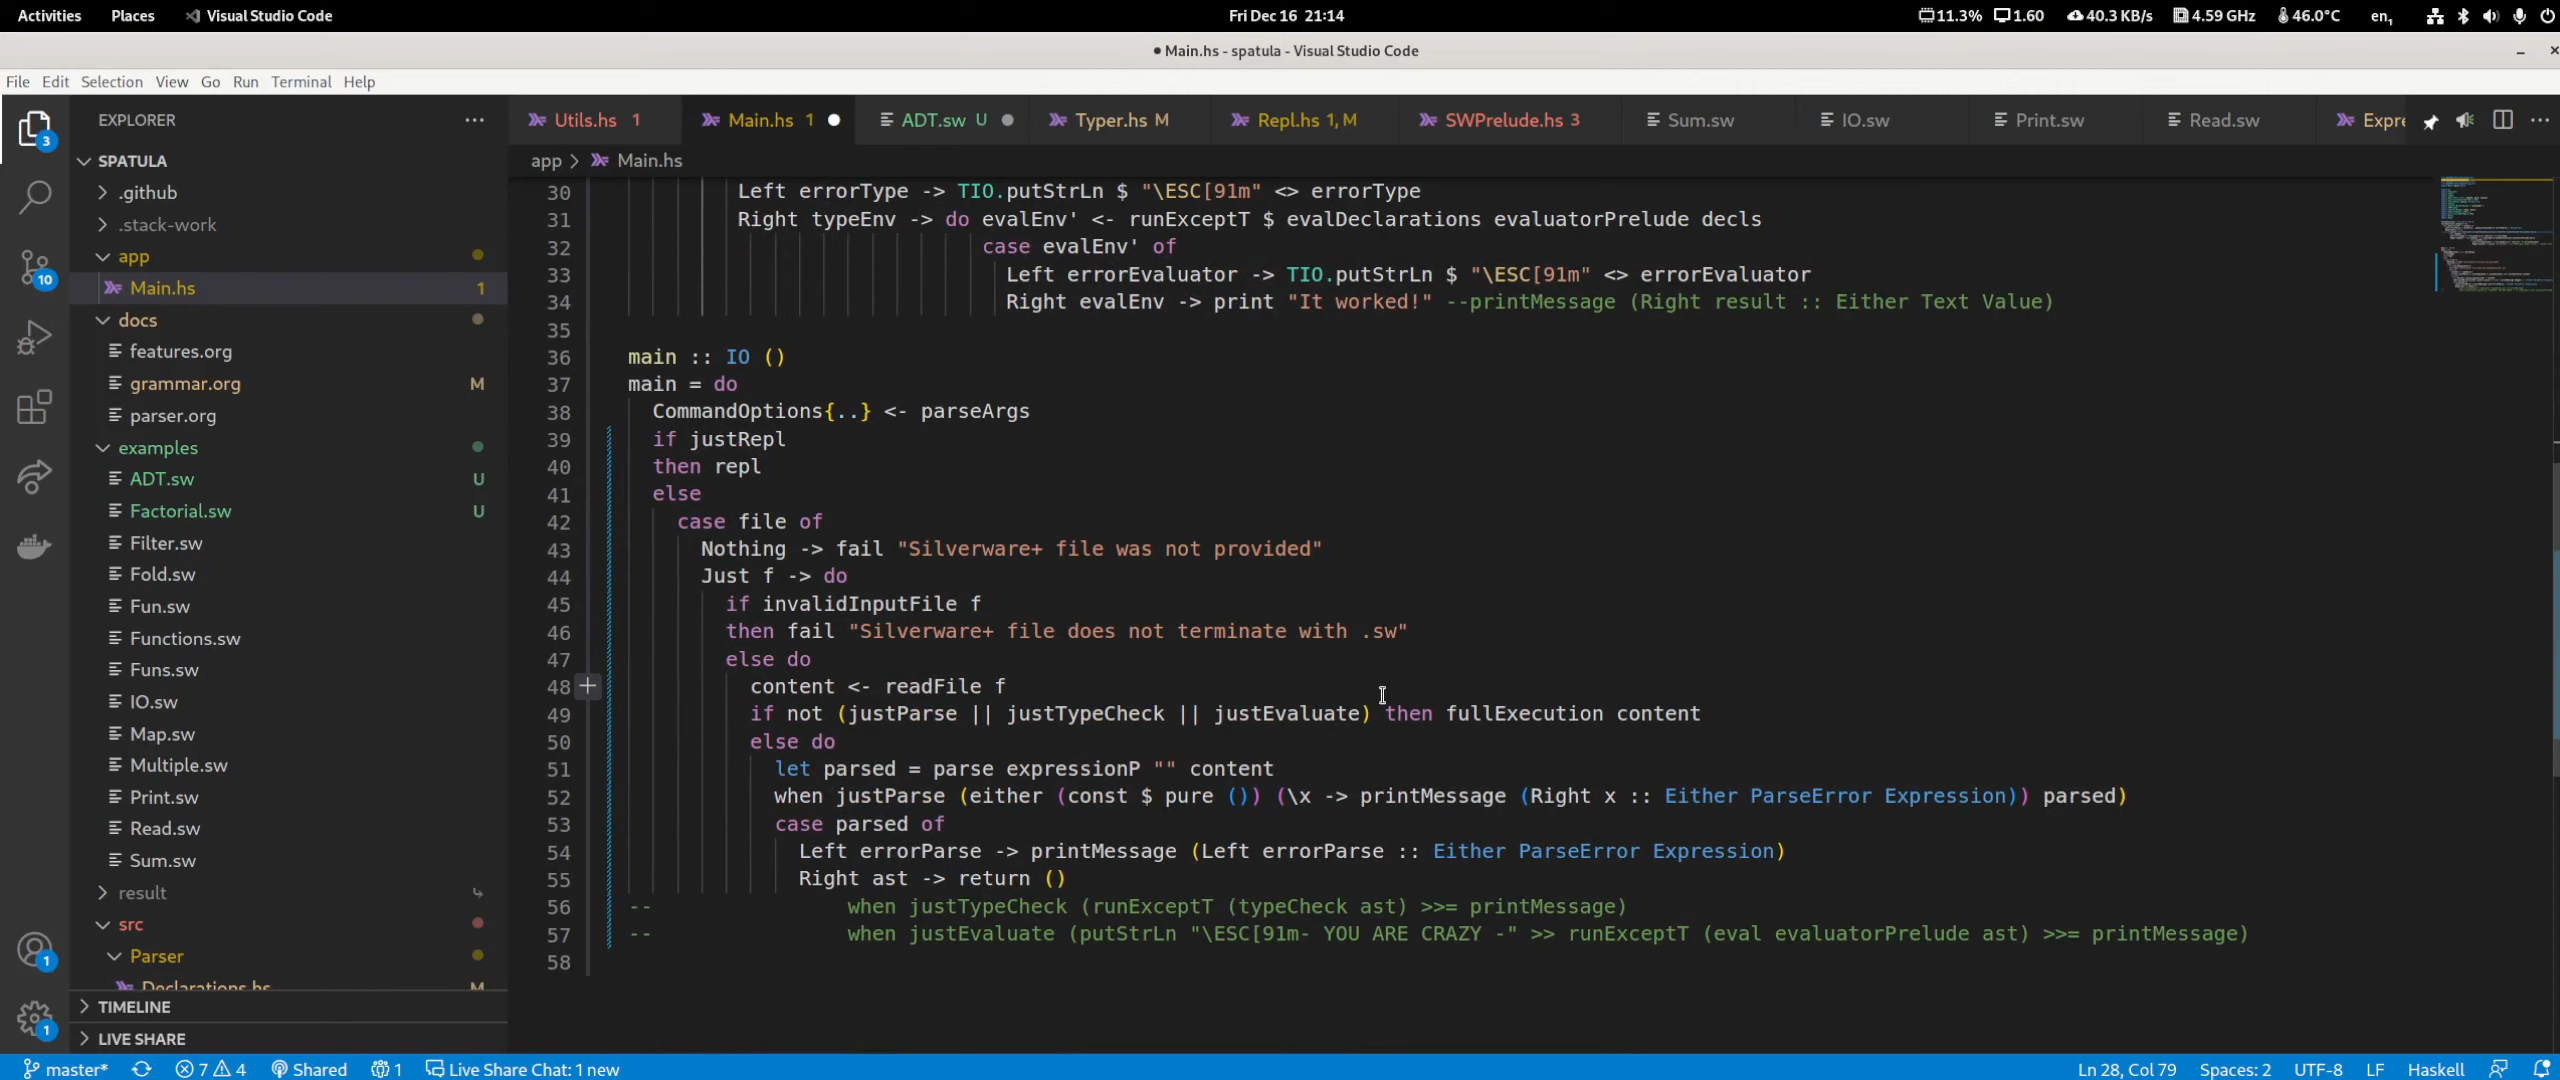 Activities Places Visual Studio Code Fri Dec 16 21:14 11.3% 1.60 40.3 KB/s 4.59 GHz 46.0°C en1
● Main.hs - spatula - Visual Studio Code
File Edit Selection View Go Run Terminal Help
EXPLORER ··· Utils.hs 1 Main.hs 1 ADT.sw U Typer.hs M Repl.hs 1, M SWPrelude.hs 3 Sum.sw IO.sw Print.sw Read.sw Expre
app > Main.hs
SPATULA
.github
.stack-work
app
Main.hs 1
docs
features.org
grammar.org M
parser.org
examples
ADT.sw U
Factorial.sw U
Filter.sw
Fold.sw
Fun.sw
Functions.sw
Funs.sw
IO.sw
Map.sw
Multiple.sw
Print.sw
Read.sw
Sum.sw
result
src
Parser
Declarations.hs M
TIMELINE
LIVE SHARE
3
10
1
1
30 Left errorType -> TIO.putStrLn $ "\ESC[91m" <> errorType
31 Right typeEnv -> do evalEnv' <- runExceptT $ evalDeclarations evaluatorPrelude decls
32 case evalEnv' of
33 Left errorEvaluator -> TIO.putStrLn $ "\ESC[91m" <> errorEvaluator
34 Right evalEnv -> print "It worked!" --printMessage (Right result :: Either Text Value)
35
36 main :: IO ()
37 main = do
38 CommandOptions{..} <- parseArgs
39 if justRepl
40 then repl
41 else
42 case file of
43 Nothing -> fail "Silverware+ file was not provided"
44 Just f -> do
45 if invalidInputFile f
46 then fail "Silverware+ file does not terminate with .sw"
47 else do
48 content <- readFile f
49 if not (justParse || justTypeCheck || justEvaluate) then fullExecution content
50 else do
51 let parsed = parse expressionP "" content
52 when justParse (either (const $ pure ()) (\x -> printMessage (Right x :: Either ParseError Expression)) parsed)
53 case parsed of
54 Left errorParse -> printMessage (Left errorParse :: Either ParseError Expression)
55 Right ast -> return ()
56 -- when justTypeCheck (runExceptT (typeCheck ast) >>= printMessage)
57 -- when justEvaluate (putStrLn "\ESC[91m- YOU ARE CRAZY -" >> runExceptT (eval evaluatorPrelude ast) >>= printMessage)
58
master* 7 4 Shared 1 Live Share Chat: 1 new Ln 28, Col 79 Spaces: 2 UTF-8 LF Haskell